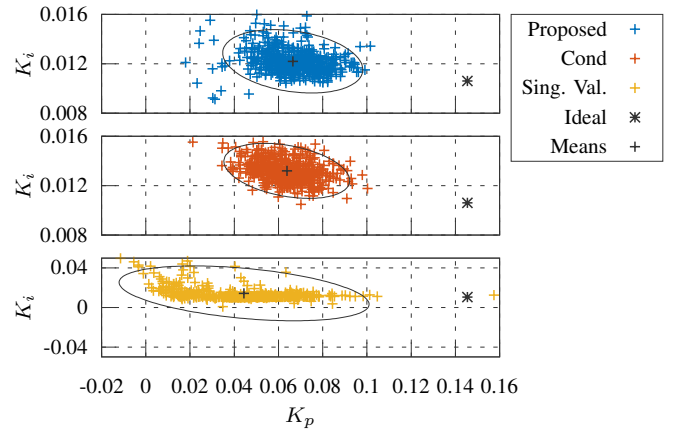 0.016
0.012
0.008
K_i
0.016
0.012
0.008
K_i
0.04
0
-0.04
K_i
-0.02 0 0.02 0.04 0.06 0.08 0.1 0.12 0.14 0.16
K_p
Proposed
Cond
Sing. Val.
Ideal
Means